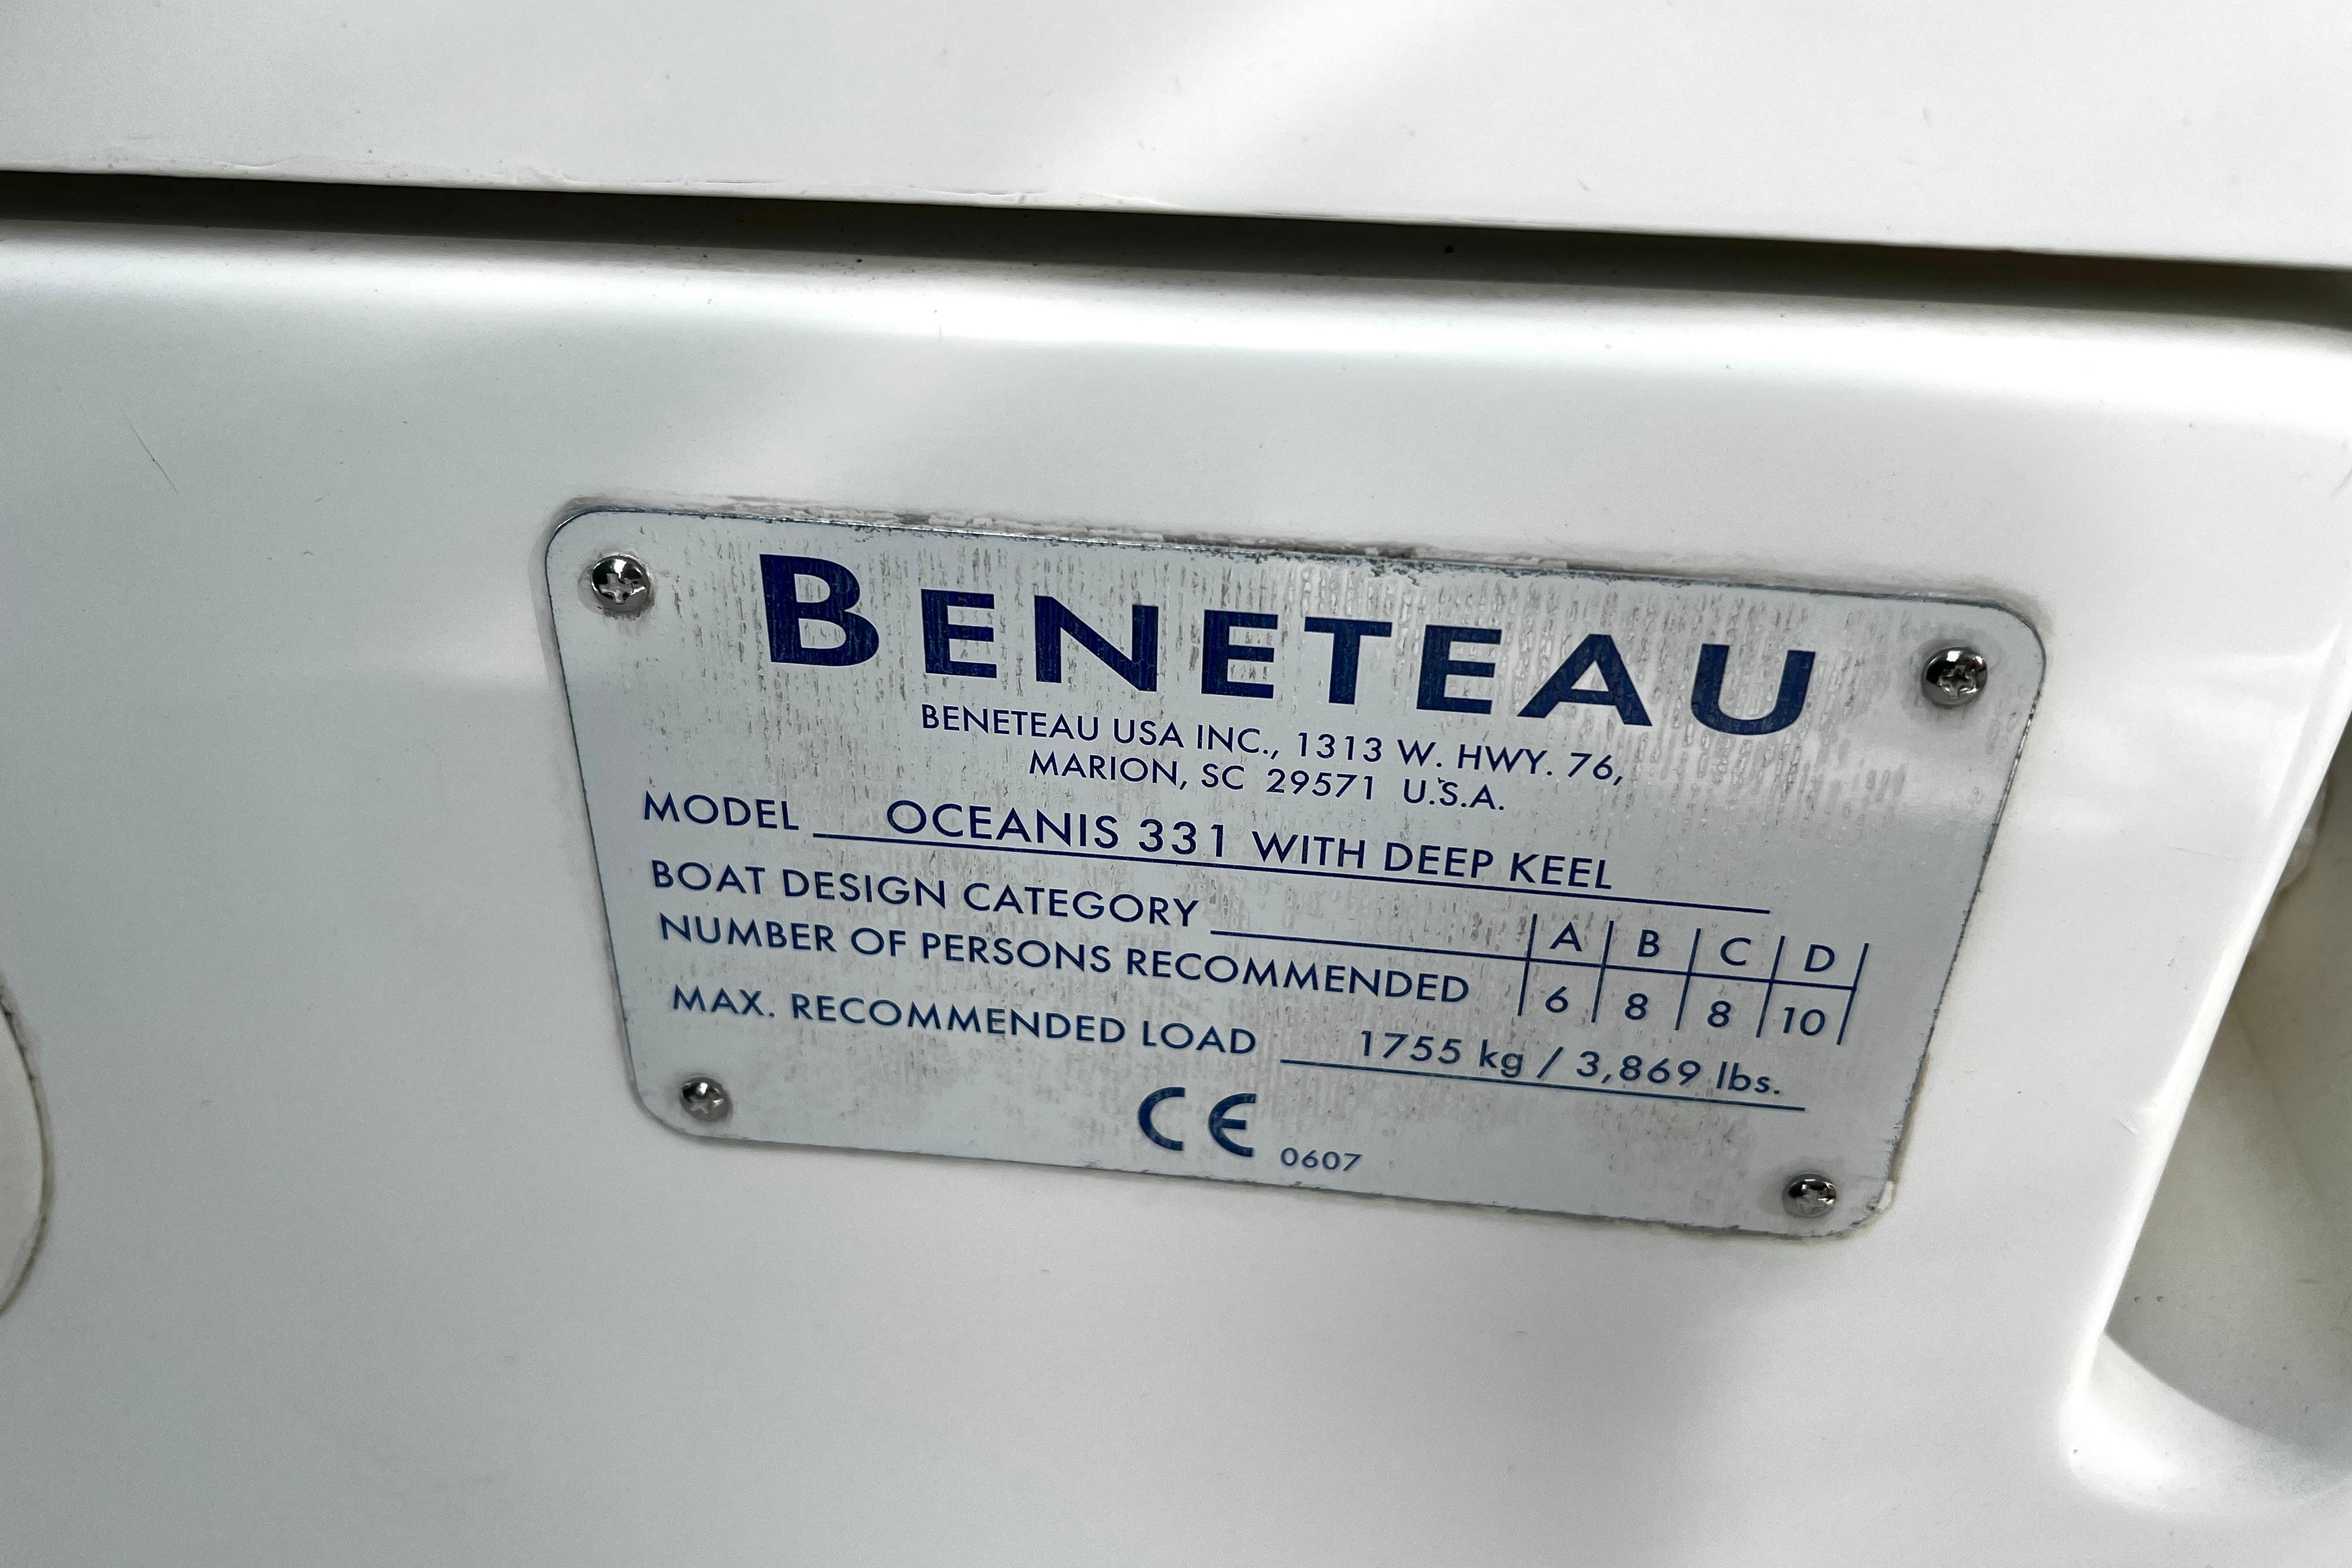 BENETEAU
BENETEAU USA INC., 1313 W. HWY. 76,
MARION, SC 29571 U.S.A.
MODEL OCEANIS 331 WITH DEEP KEEL
BOAT DESIGN CATEGORY A B C D
NUMBER OF PERSONS RECOMMENDED 6 8 8 10
MAX. RECOMMENDED LOAD 1755 kg / 3,869 lbs.
CE 0607